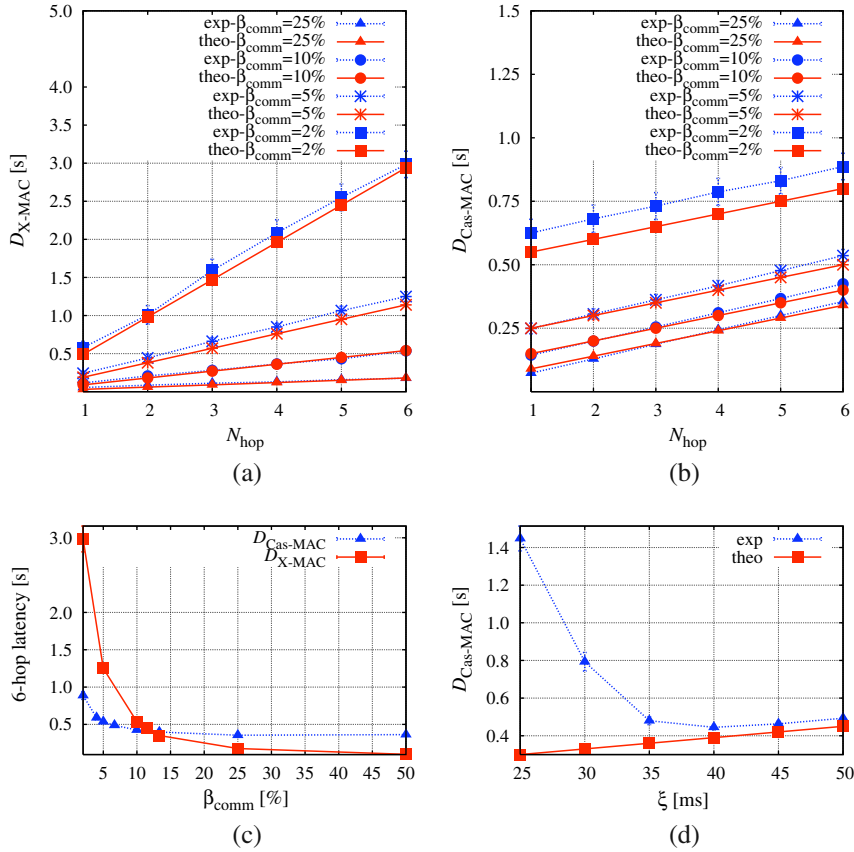 5.0
4.5
4.0
3.5
3.0
2.5
2.0
1.5
1.0
0.5
D_X-MAC [s]
exp-β_comm=25%
theo-β_comm=25%
exp-β_comm=10%
theo-β_comm=10%
exp-β_comm=5%
theo-β_comm=5%
exp-β_comm=2%
theo-β_comm=2%
1 2 3 4 5 6
N_hop
(a)
1.5
1.25
1.0
0.75
0.50
0.25
D_Cas-MAC [s]
exp-β_comm=25%
theo-β_comm=25%
exp-β_comm=10%
theo-β_comm=10%
exp-β_comm=5%
theo-β_comm=5%
exp-β_comm=2%
theo-β_comm=2%
1 2 3 4 5 6
N_hop
(b)
3.0
2.0
1.0
0.5
6-hop latency [s]
D_Cas-MAC
D_X-MAC
5 10 15 20 25 30 35 40 45 50
β_comm [%]
(c)
1.4
1.2
1.0
0.8
0.6
0.4
D_Cas-MAC [s]
exp
theo
25 30 35 40 45 50
ξ [ms]
(d)